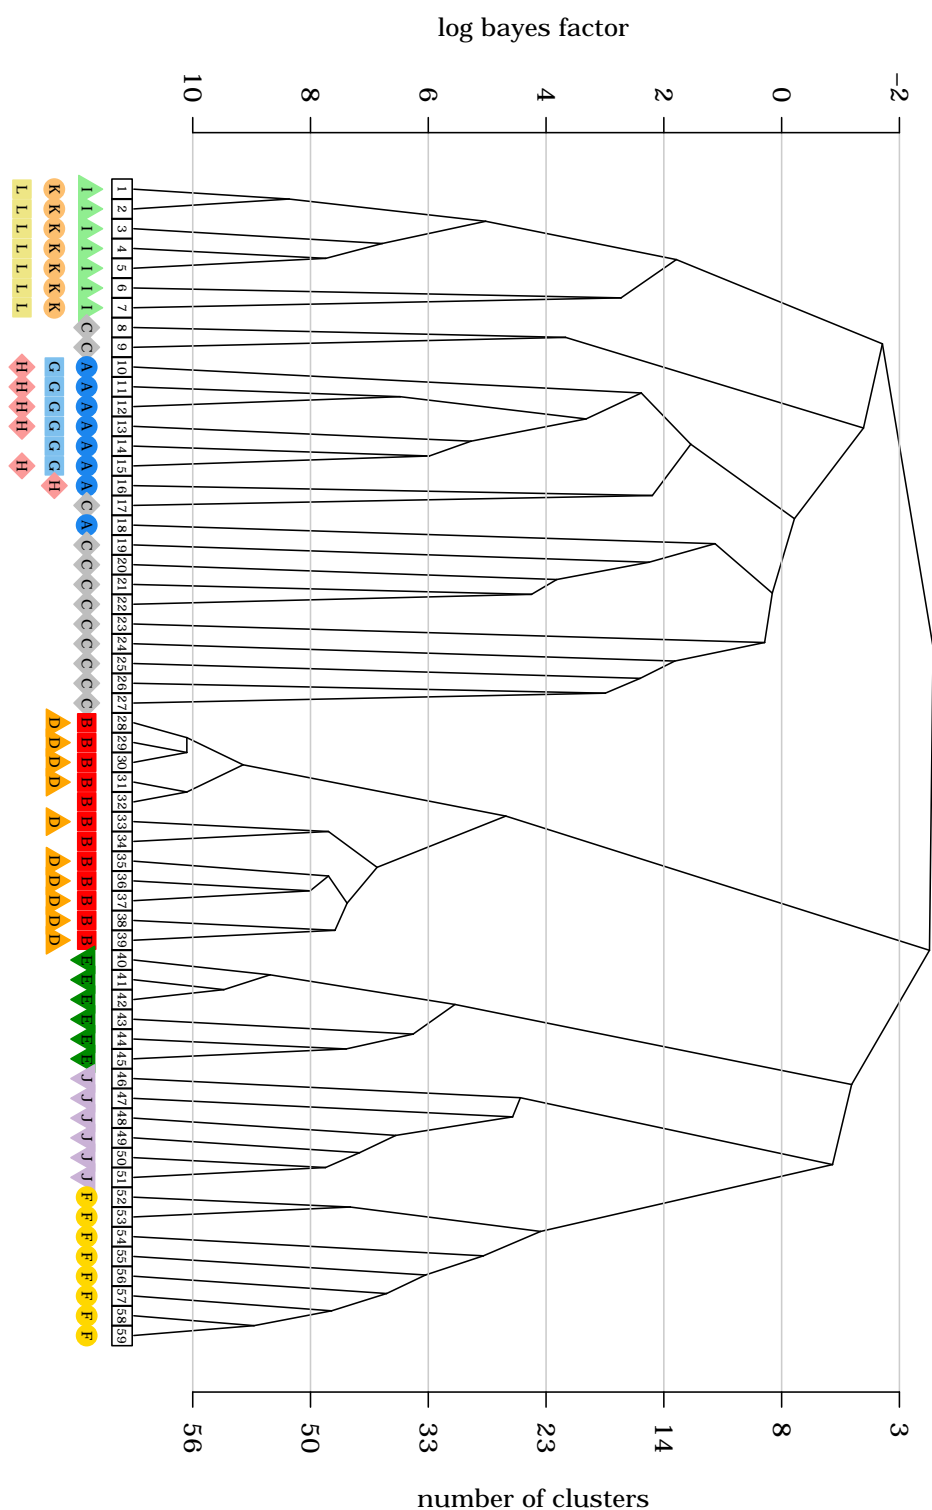 log bayes factor
10 8 6 4 2 0 -2
1 2 3 4 5 6 7 8 9 10 11 12 13 14 15 16 17 18 19 20 21 22 23 24 25 26 27 28 29 30 31 32 33 34 35 36 37 38 39 40 41 42 43 44 45 46 47 48 49 50 51 52 53 54 55 56 57 58 59
I I I I I I I C C A A A A A A A C A C C C C C C C C C B B B B B B B B B B B B E E E E E E J J J J J J F F F F F F F F
K K K K K K K G G G G G G H D D D D D D D D D D
L L L L L L L H H H H H
56 50 33 23 14 8 3
number of clusters